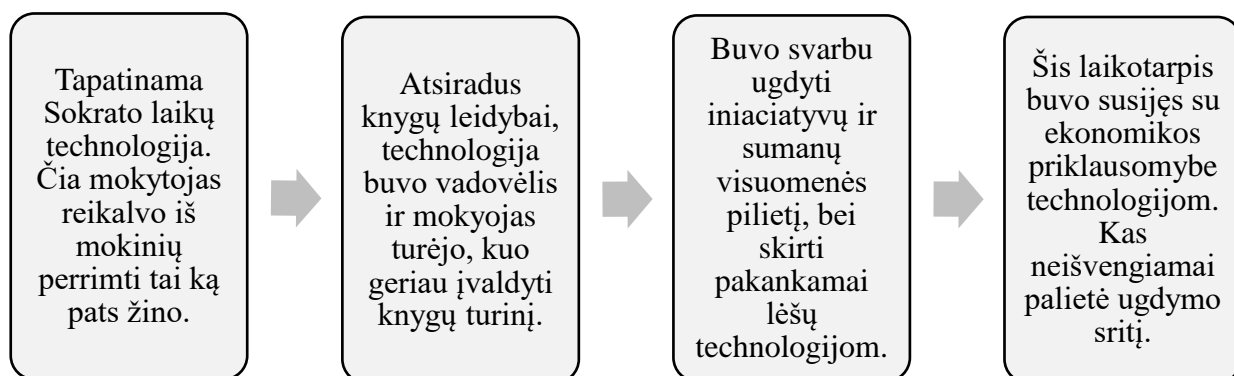 Tapatinama
Sokrato laikų
technologija.
Čia mokytojas
reikalvo iš
mokinių
perrimti tai ką
pats žino.
Atsiradus
knygų leidybai,
technologija
buvo vadovėlis
ir mokyojas
turėjo, kuo
geriau įvaldyti
knygų turinį.
Buvo svarbu
ugdyti
iniaciatyvų ir
sumanų
visuomenės
pilietį, bei
skirti
pakankamai
lėšų
technologijom.
Šis laikotarpis
buvo susijęs su
ekonomikos
priklausomybe
technologijom.
Kas
neišvengiamai
palietė ugdymo
sritį.